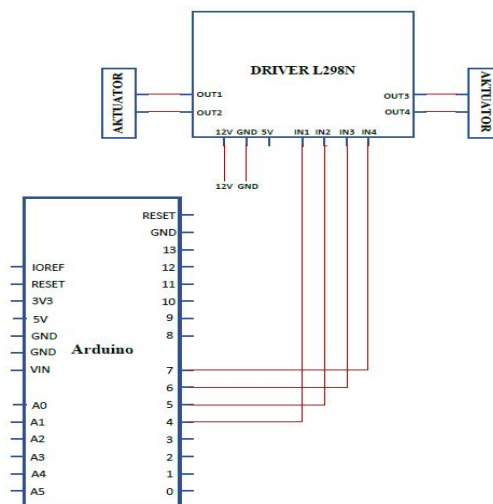 DRIVER L298N
AKTUATOR
OUT1
OUT2
OUT3
OUT4
AKTUATOR
12V GND 5V IN1 IN2 IN3 IN4
12V GND
RESET
GND
13
12
11
10
9
8
7
6
5
4
3
2
1
0
IOREF
RESET
3V3
5V
GND
GND
VIN
A0
A1
A2
A3
A4
A5
Arduino